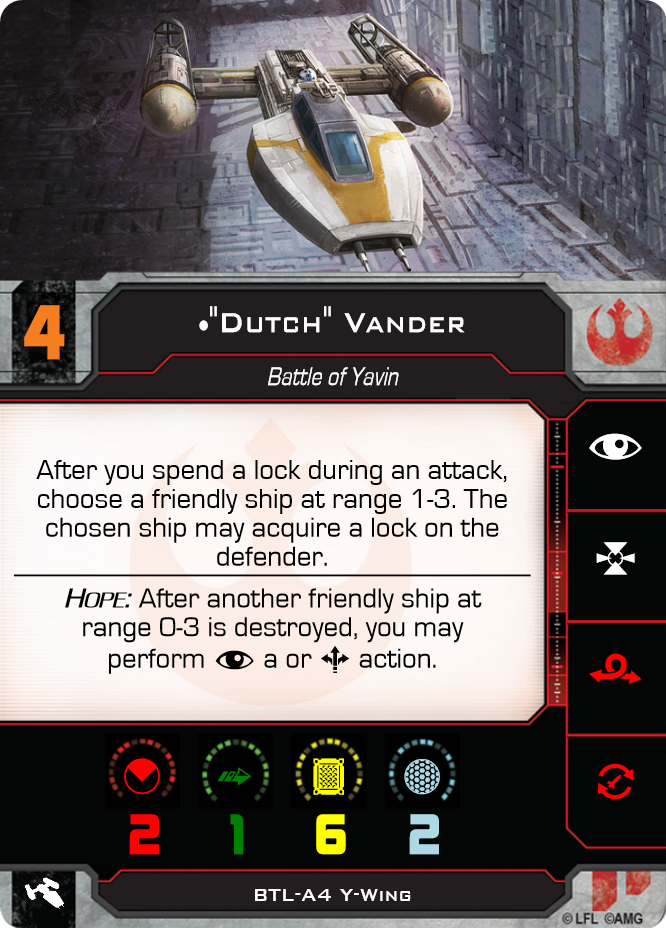 4
•"Dutch" Vander
Battle of Yavin
After you spend a lock during an attack,
choose a friendly ship at range 1-3. The
chosen ship may acquire a lock on the
defender.
Hope: After another friendly ship at
range 0-3 is destroyed, you may
perform a or action.
2 1 6 2
BTL-A4 Y-Wing
© LFL ©AMG